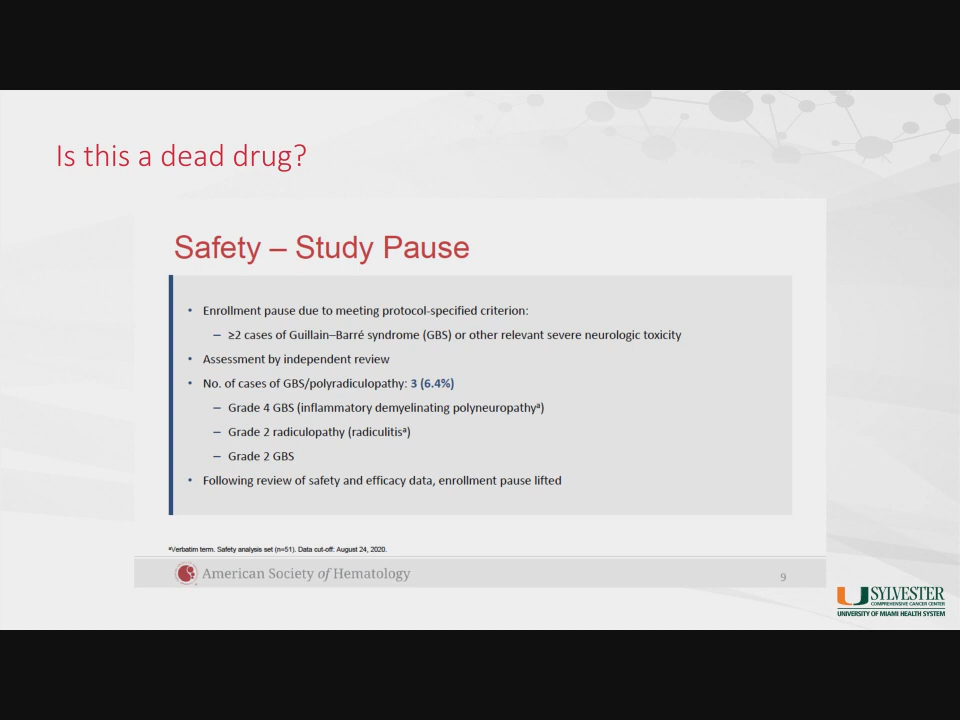 Is this a dead drug?
Safety – Study Pause
• Enrollment pause due to meeting protocol-specified criterion:
– ≥2 cases of Guillain–Barré syndrome (GBS) or other relevant severe neurologic toxicity
• Assessment by independent review
• No. of cases of GBS/polyradiculopathy: 3 (6.4%)
– Grade 4 GBS (inflammatory demyelinating polyneuropathyᵃ)
– Grade 2 radiculopathy (radiculitisᵃ)
– Grade 2 GBS
• Following review of safety and efficacy data, enrollment pause lifted
ᵃVerbatim term. Safety analysis set (n=51). Data cut-off: August 24, 2020.
American Society of Hematology
9
SYLVESTER
COMPREHENSIVE CANCER CENTER
UNIVERSITY OF MIAMI HEALTH SYSTEM